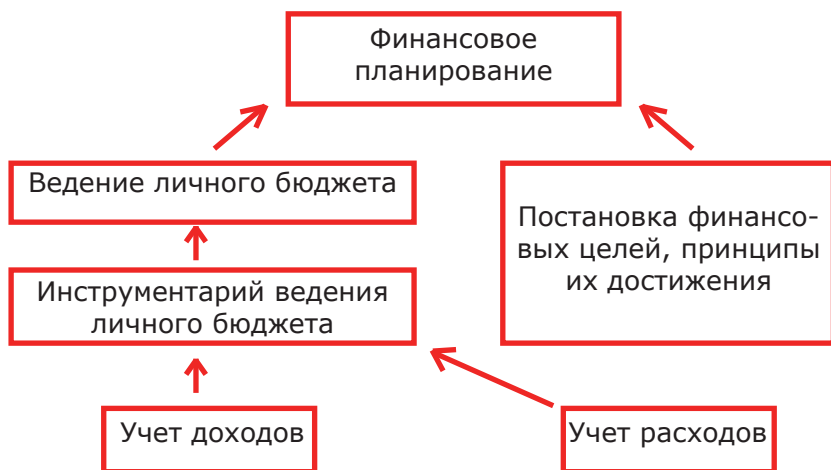 Финансовое
планирование
Ведение личного бюджета
Постановка финансо-
вых целей, принципы
их достижения
Инструментарий ведения
личного бюджета
Учет доходов
Учет расходов